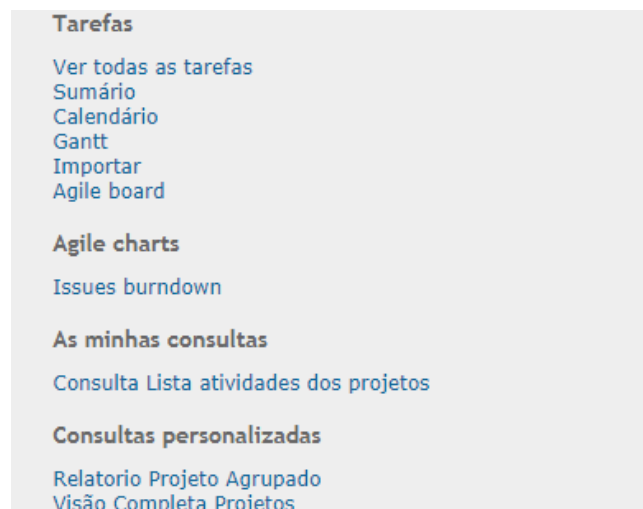 Tarefas
Ver todas as tarefas
Sumário
Calendário
Gantt
Importar
Agile board
Agile charts
Issues burndown
As minhas consultas
Consulta Lista atividades dos projetos
Consultas personalizadas
Relatorio Projeto Agrupado
Visão Completa Projetos